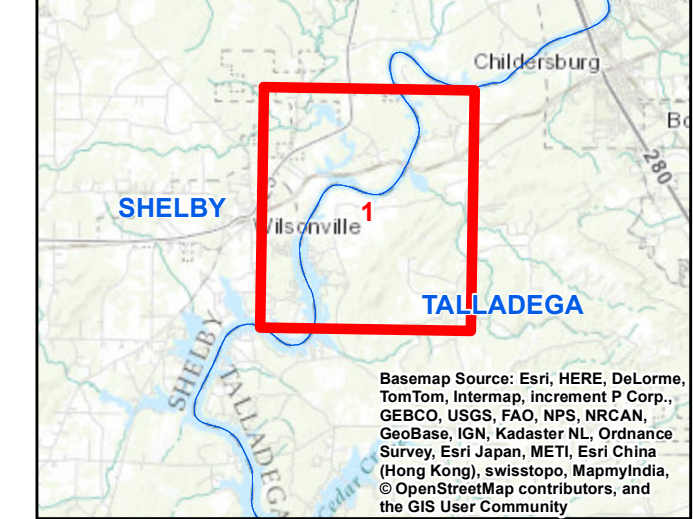 Childersburg
Bo
280
SHELBY
1
Wilsonville
TALLADEGA
SHELBY
TALLADEGA
Cedar Cr
Basemap Source: Esri, HERE, DeLorme,
TomTom, Intermap, increment P Corp.,
GEBCO, USGS, FAO, NPS, NRCAN,
GeoBase, IGN, Kadaster NL, Ordnance
Survey, Esri Japan, METI, Esri China
(Hong Kong), swisstopo, MapmyIndia,
© OpenStreetMap contributors, and
the GIS User Community